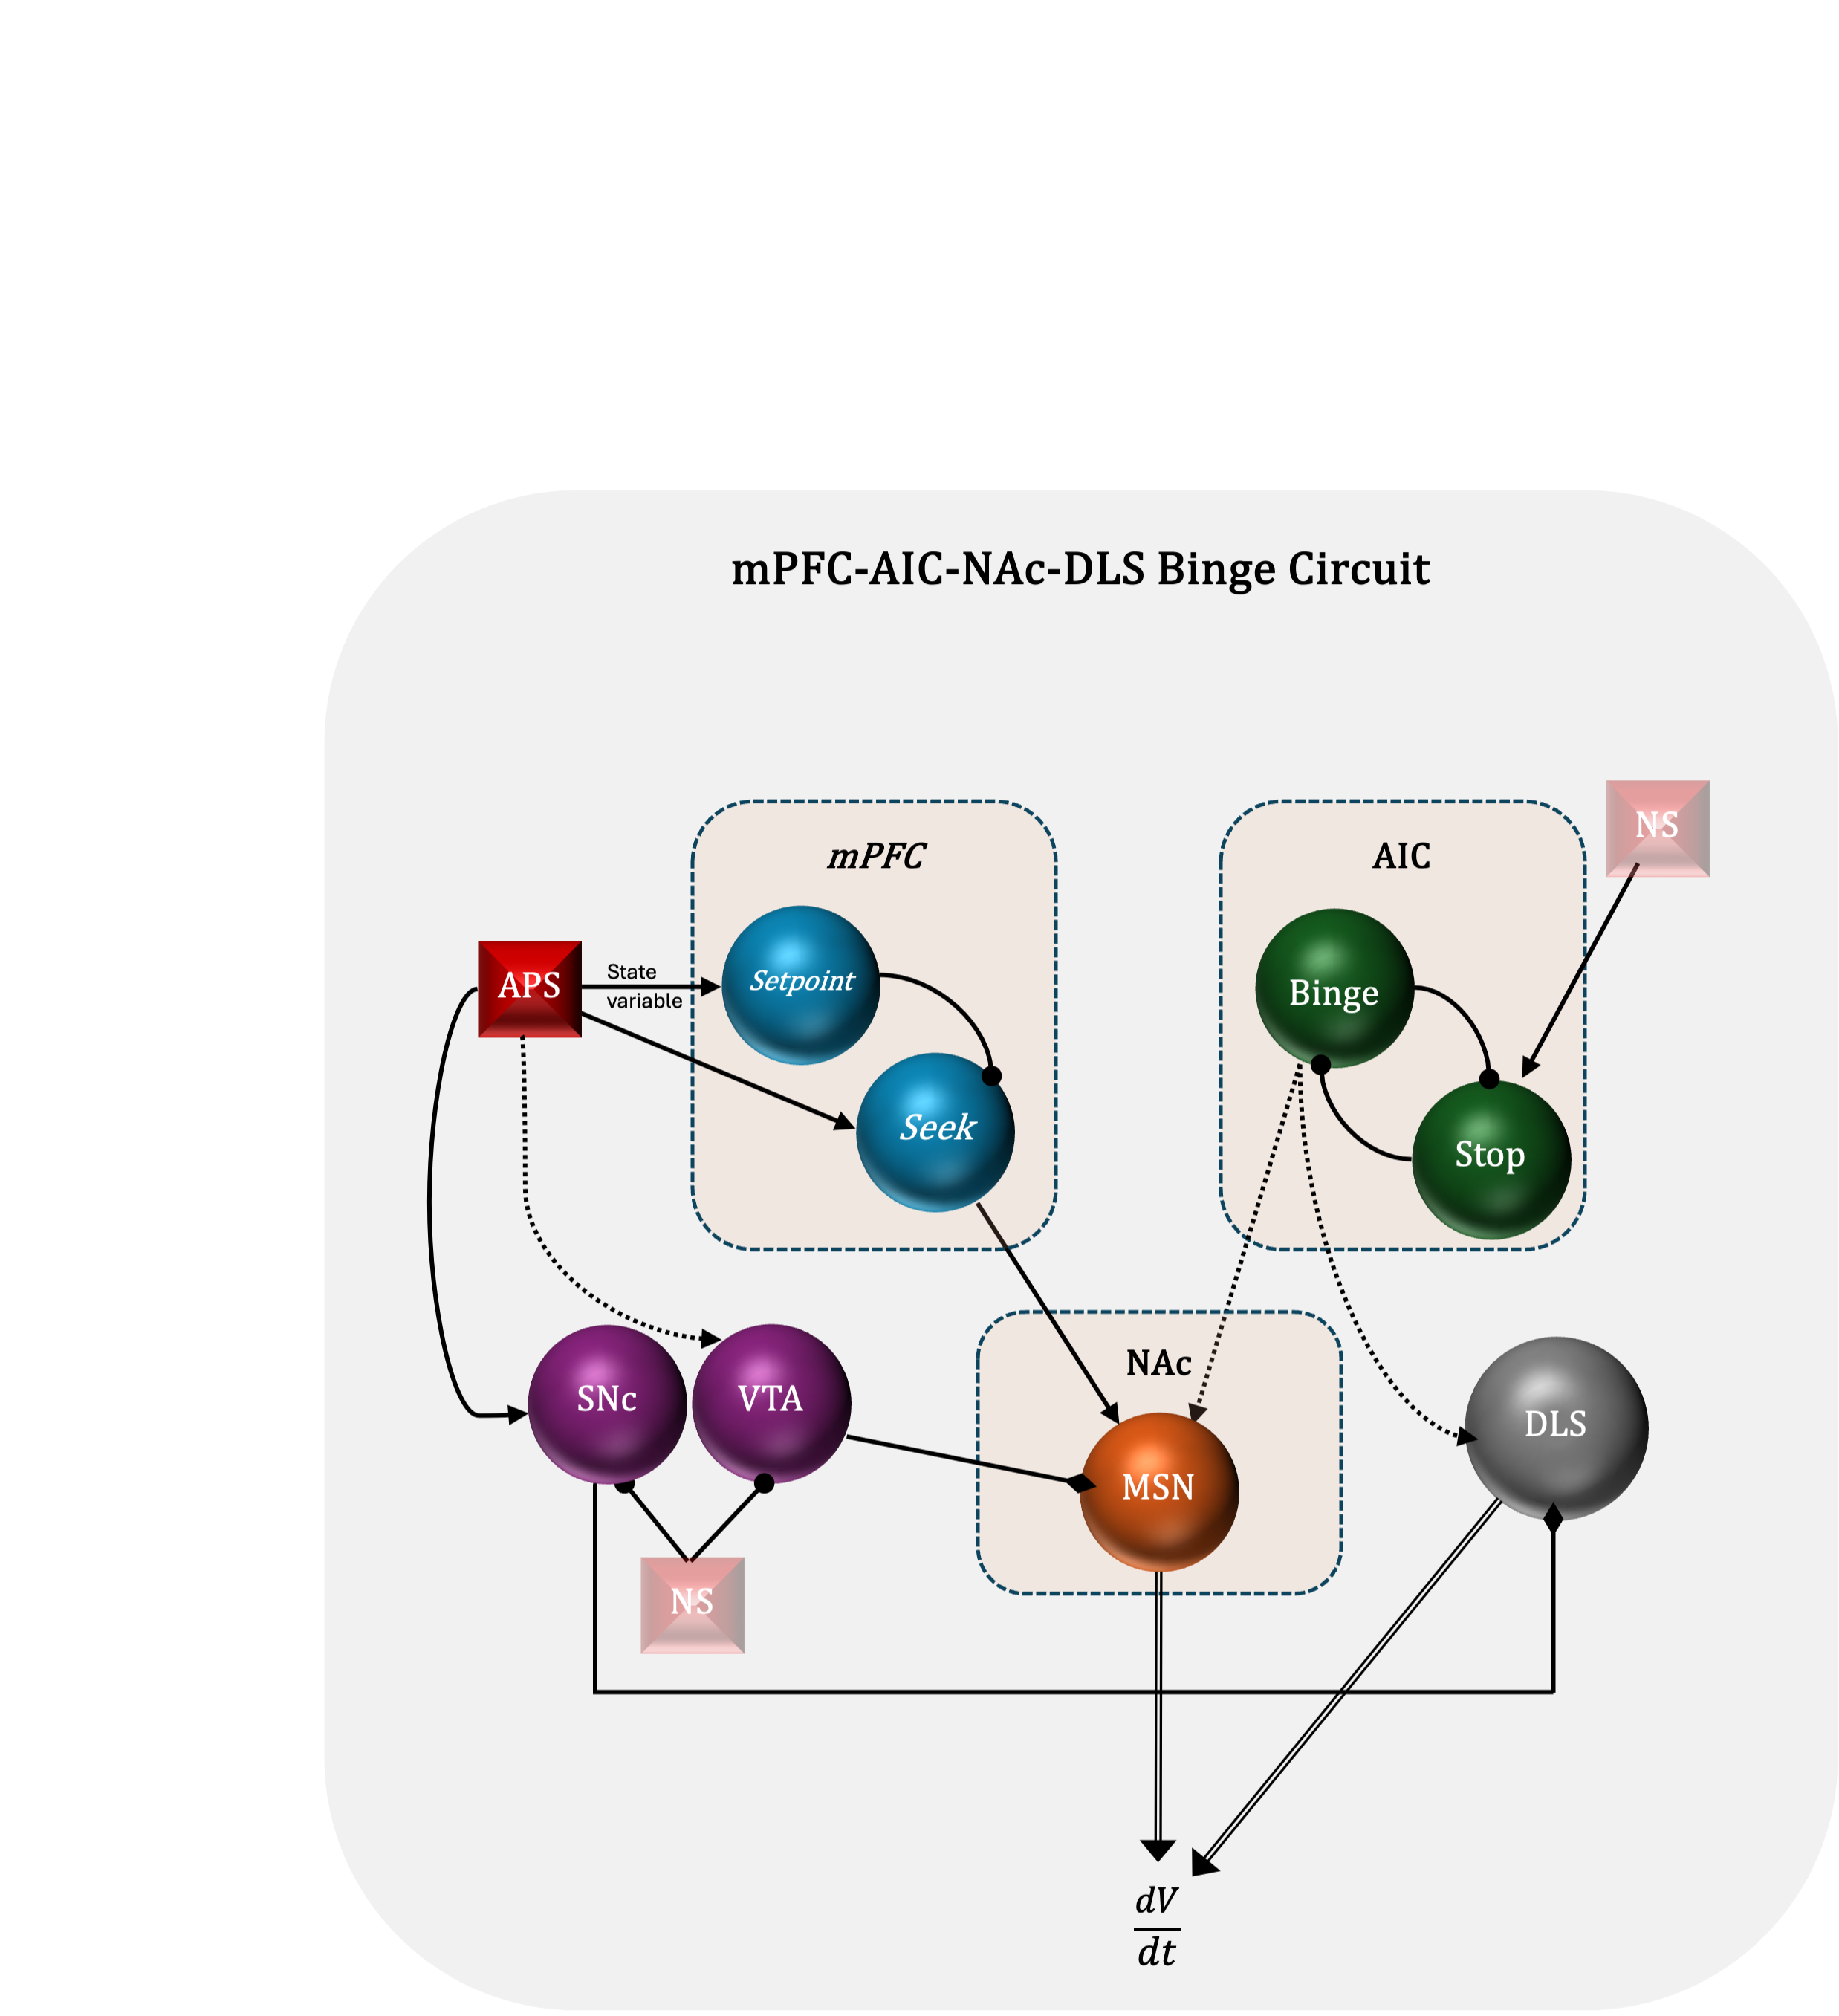 mPFC-AIC-NAc-DLS Binge Circuit
NS
mPFC
AIC
APS
State
variable
Setpoint
Binge
Seek
Stop
NAc
SNc
VTA
DLS
MSN
NS
dV
dt